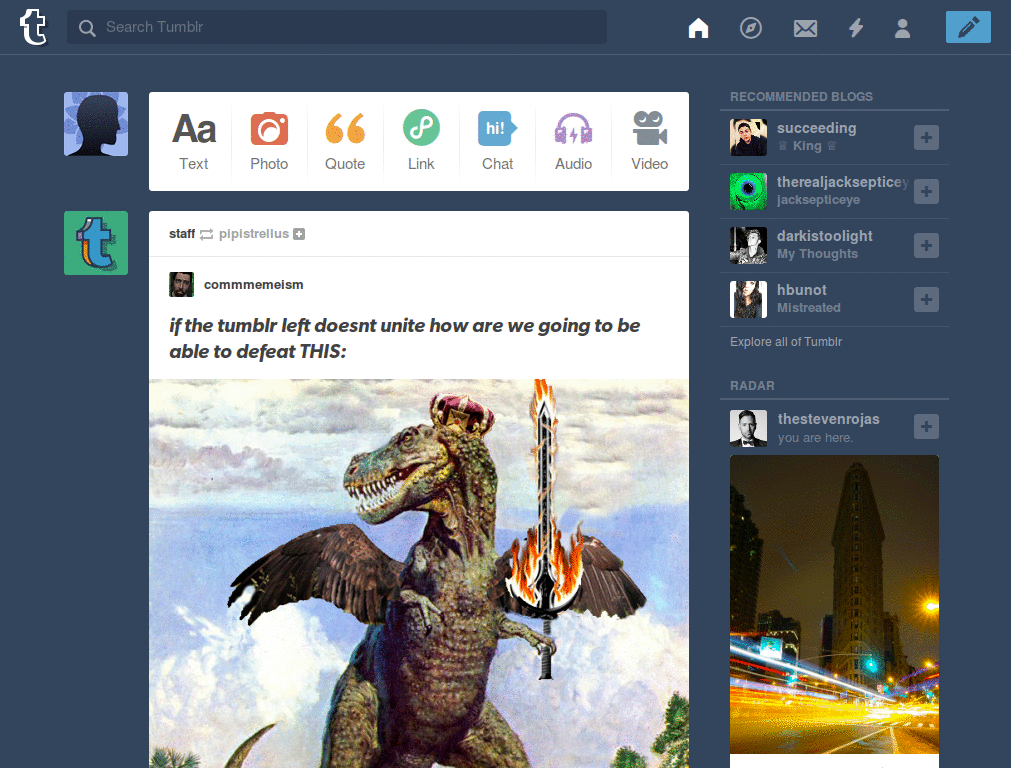 t
Search Tumblr
Aa
Text
Photo
Quote
Link
hi!
Chat
Audio
Video
staff pipistrellus
commmemeism
if the tumblr left doesnt unite how are we going to be
able to defeat THIS:
RECOMMENDED BLOGS
succeeding
♕ King ♕
therealjacksepticey
jacksepticeye
darkistoolight
My Thoughts
hbunot
Mistreated
Explore all of Tumblr
RADAR
thestevenrojas
you are here.